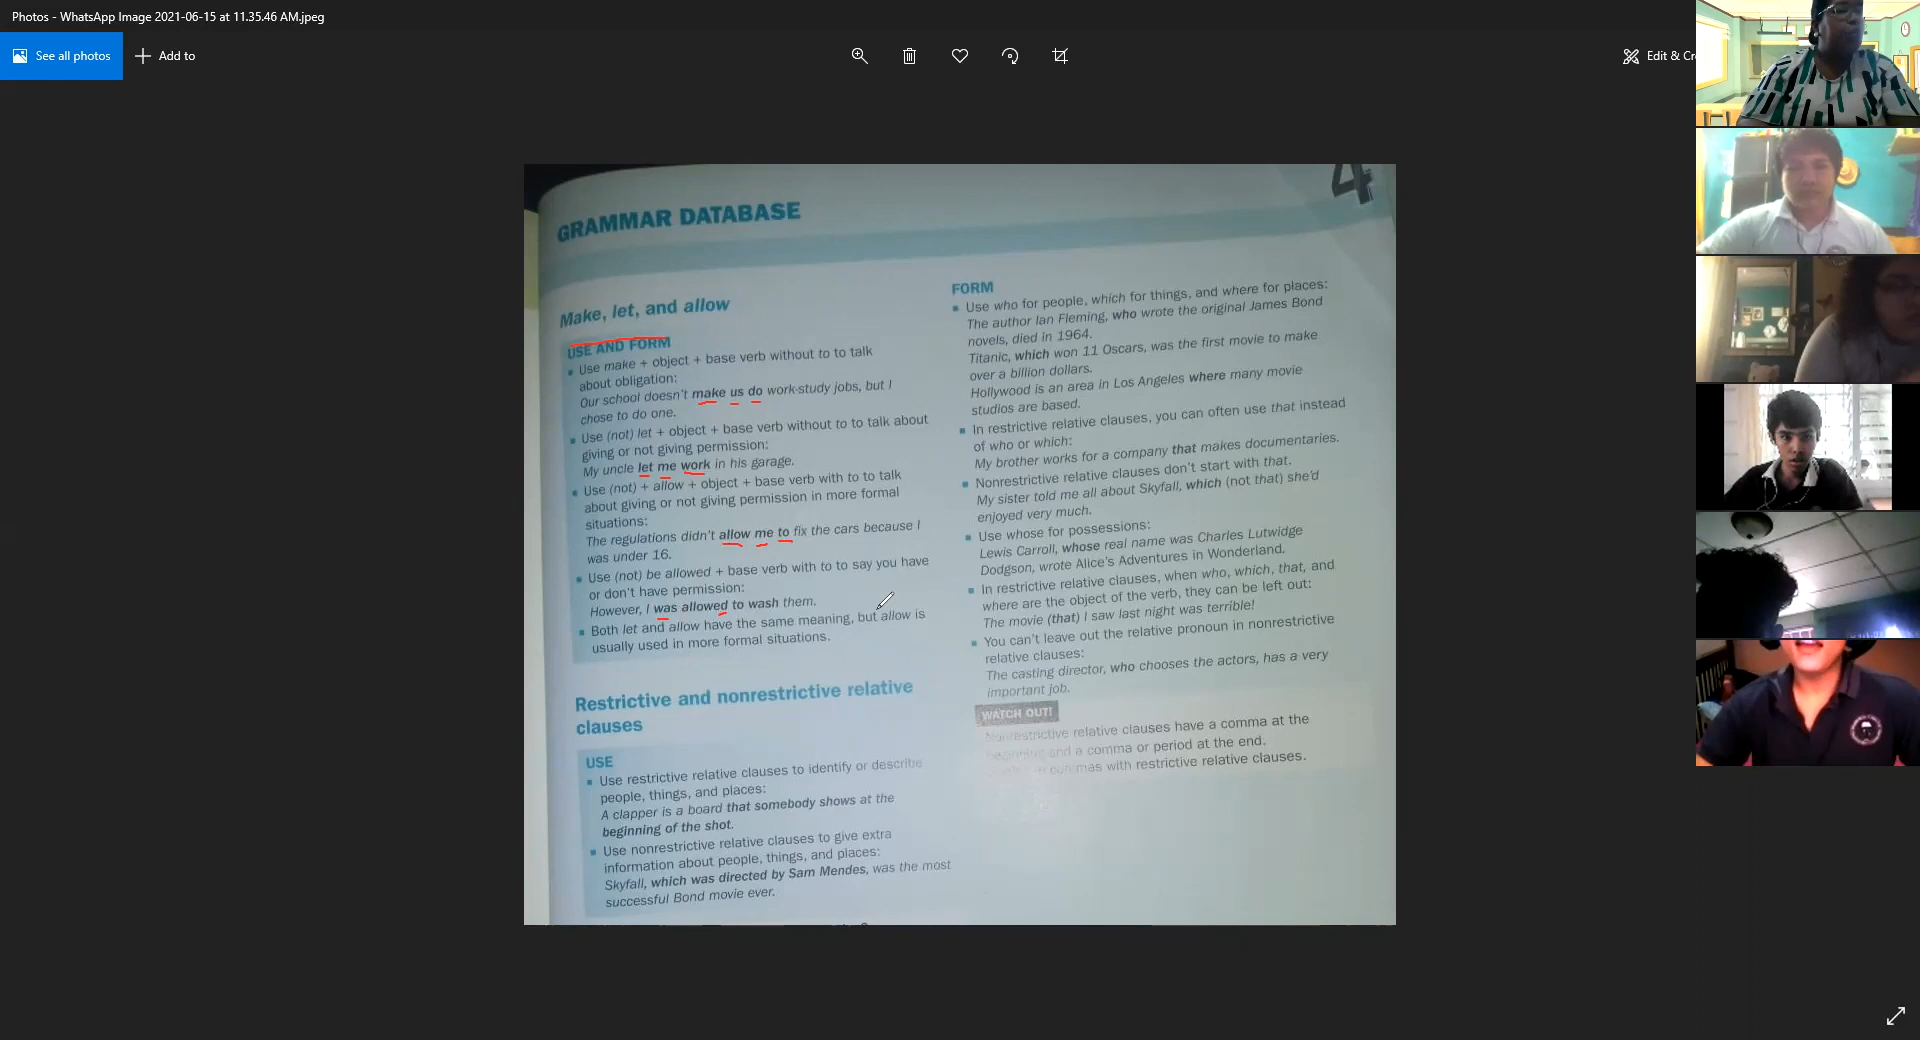 Photos - WhatsApp Image 2021-06-15 at 11.35.46 AM.jpeg
See all photos
Add to
Edit & Cr
4
GRAMMAR DATABASE
Make, let, and allow
USE AND FORM
Use make + object + base verb without to to talk
about obligation:
Our school doesn't make us do work-study jobs, but I
chose to do one.
Use (not) let + object + base verb without to to talk about
giving or not giving permission:
My uncle let me work in his garage.
Use (not) + allow + object + base verb with to to talk
about giving or not giving permission in more formal
situations:
The regulations didn't allow me to fix the cars because I
was under 16.
Use (not) be allowed + base verb with to to say you have
or don't have permission:
However, I was allowed to wash them.
Both let and allow have the same meaning, but allow is
usually used in more formal situations.
Restrictive and nonrestrictive relative
clauses
USE
Use restrictive relative clauses to identify or describe
people, things, and places:
A clapper is a board that somebody shows at the
beginning of the shot.
Use nonrestrictive relative clauses to give extra
information about people, things, and places:
Skyfall, which was directed by Sam Mendes, was the most
successful Bond movie ever.
FORM
Use who for people, which for things, and where for places:
The author Ian Fleming, who wrote the original James Bond
novels, died in 1964.
Titanic, which won 11 Oscars, was the first movie to make
over a billion dollars.
Hollywood is an area in Los Angeles where many movie
studios are based.
In restrictive relative clauses, you can often use that instead
of who or which:
My brother works for a company that makes documentaries.
Nonrestrictive relative clauses don't start with that.
My sister told me all about Skyfall, which (not that) she'd
enjoyed very much.
Use whose for possessions:
Lewis Carroll, whose real name was Charles Lutwidge
Dodgson, wrote Alice's Adventures in Wonderland.
In restrictive relative clauses, when who, which, that, and
where are the object of the verb, they can be left out:
The movie (that) I saw last night was terrible!
You can't leave out the relative pronoun in nonrestrictive
relative clauses:
The casting director, who chooses the actors, has a very
important job.
WATCH OUT!
Nonrestrictive relative clauses have a comma at the
beginning and a comma or period at the end.
commas with restrictive relative clauses.